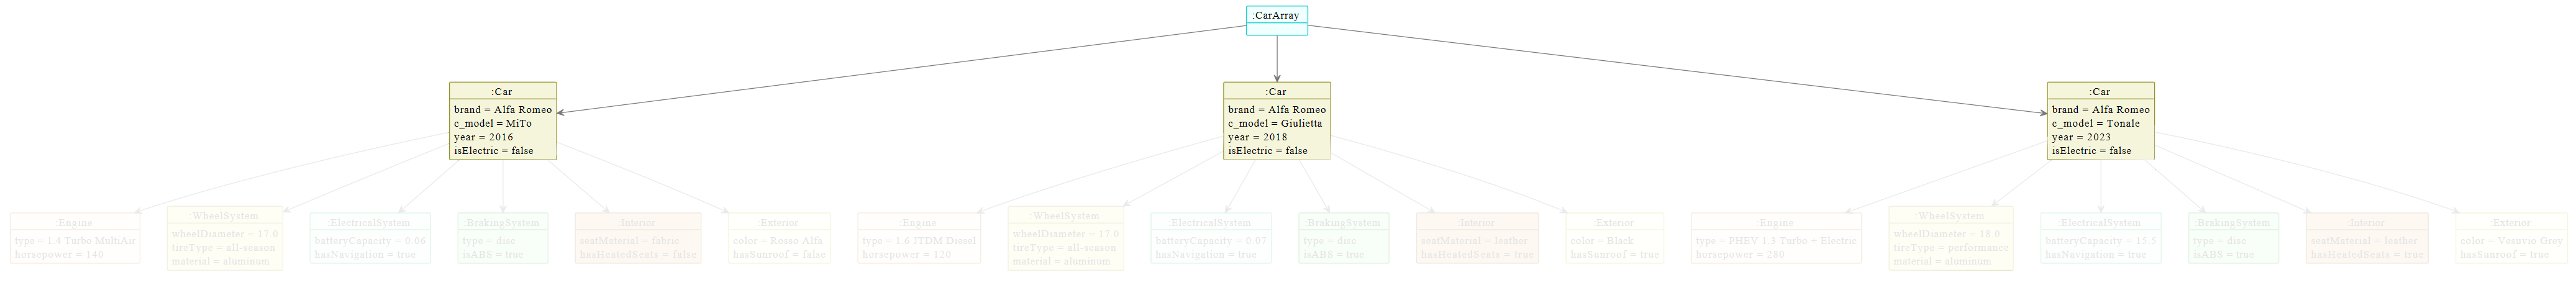 :CarArray
:Car
brand = Alfa Romeo
c_model = MiTo
year = 2016
isElectric = false
:Car
brand = Alfa Romeo
c_model = Giulietta
year = 2018
isElectric = false
:Car
brand = Alfa Romeo
c_model = Tonale
year = 2023
isElectric = false
:Engine
type = 1.4 Turbo MultiAir
horsepower = 140
:WheelSystem
wheelDiameter = 17.0
tireType = all-season
material = aluminum
:ElectricalSystem
batteryCapacity = 0.06
hasNavigation = true
:BrakingSystem
type = disc
isABS = true
:Interior
seatMaterial = fabric
hasHeatedSeats = false
:Exterior
color = Rosso Alfa
hasSunroof = false
:Engine
type = 1.6 JTDM Diesel
horsepower = 120
:WheelSystem
wheelDiameter = 17.0
tireType = all-season
material = aluminum
:ElectricalSystem
batteryCapacity = 0.07
hasNavigation = true
:BrakingSystem
type = disc
isABS = true
:Interior
seatMaterial = leather
hasHeatedSeats = true
:Exterior
color = Black
hasSunroof = true
:Engine
type = PHEV 1.3 Turbo + Electric
horsepower = 280
:WheelSystem
wheelDiameter = 18.0
tireType = performance
material = aluminum
:ElectricalSystem
batteryCapacity = 15.5
hasNavigation = true
:BrakingSystem
type = disc
isABS = true
:Interior
seatMaterial = leather
hasHeatedSeats = true
:Exterior
color = Vesuvio Grey
hasSunroof = true